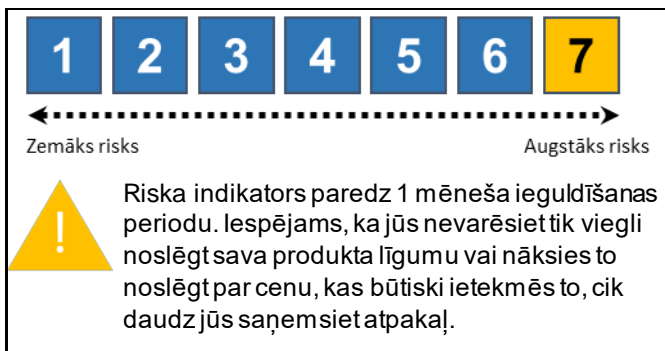 1 2 3 4 5 6 7
Zemāks risks Augstāks risks
!
Riska indikators paredz 1 mēneša ieguldīšanas
periodu. Iespējams, ka jūs nevarēsiet tik viegli
noslēgt sava produkta līgumu vai nāksies to
noslēgt par cenu, kas būtiski ietekmēs to, cik
daudz jūs saņemsiet atpakaļ.